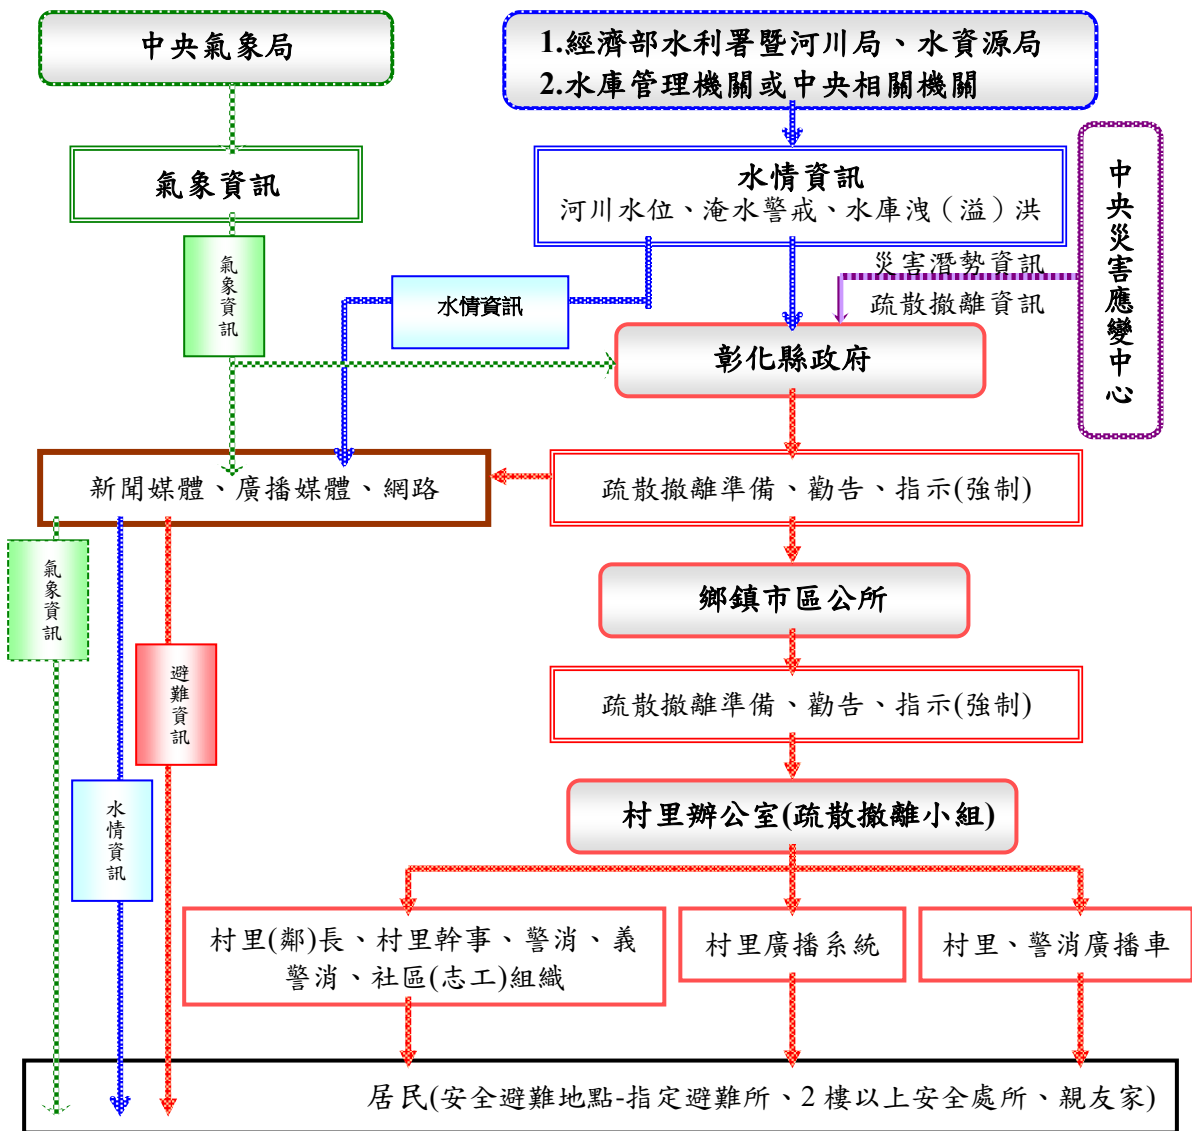 中央氣象局
1.經濟部水利署暨河川局、水資源局
2.水庫管理機關或中央相關機關
氣象資訊
水情資訊
河川水位、淹水警戒、水庫洩（溢）洪
中央災害應變中心
氣象資訊
水情資訊
災害潛勢資訊
疏散撤離資訊
彰化縣政府
新聞媒體、廣播媒體、網路
疏散撤離準備、勸告、指示(強制)
氣象資訊
鄉鎮市區公所
避難資訊
疏散撤離準備、勸告、指示(強制)
水情資訊
村里辦公室(疏散撤離小組)
村里(鄰)長、村里幹事、警消、義
警消、社區(志工)組織
村里廣播系統
村里、警消廣播車
居民(安全避難地點-指定避難所、2 樓以上安全處所、親友家)